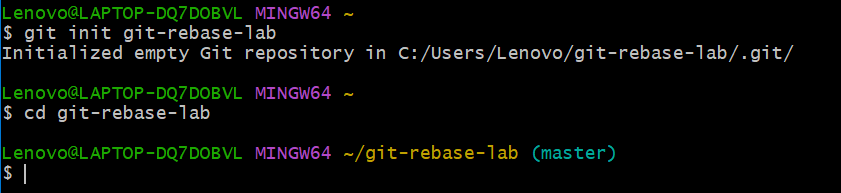 Lenovo@LAPTOP-DQ7DOBVL MINGW64 ~
$ git init git-rebase-lab
Initialized empty Git repository in C:/Users/Lenovo/git-rebase-lab/.git/
Lenovo@LAPTOP-DQ7DOBVL MINGW64 ~
$ cd git-rebase-lab
Lenovo@LAPTOP-DQ7DOBVL MINGW64 ~/git-rebase-lab (master)
$